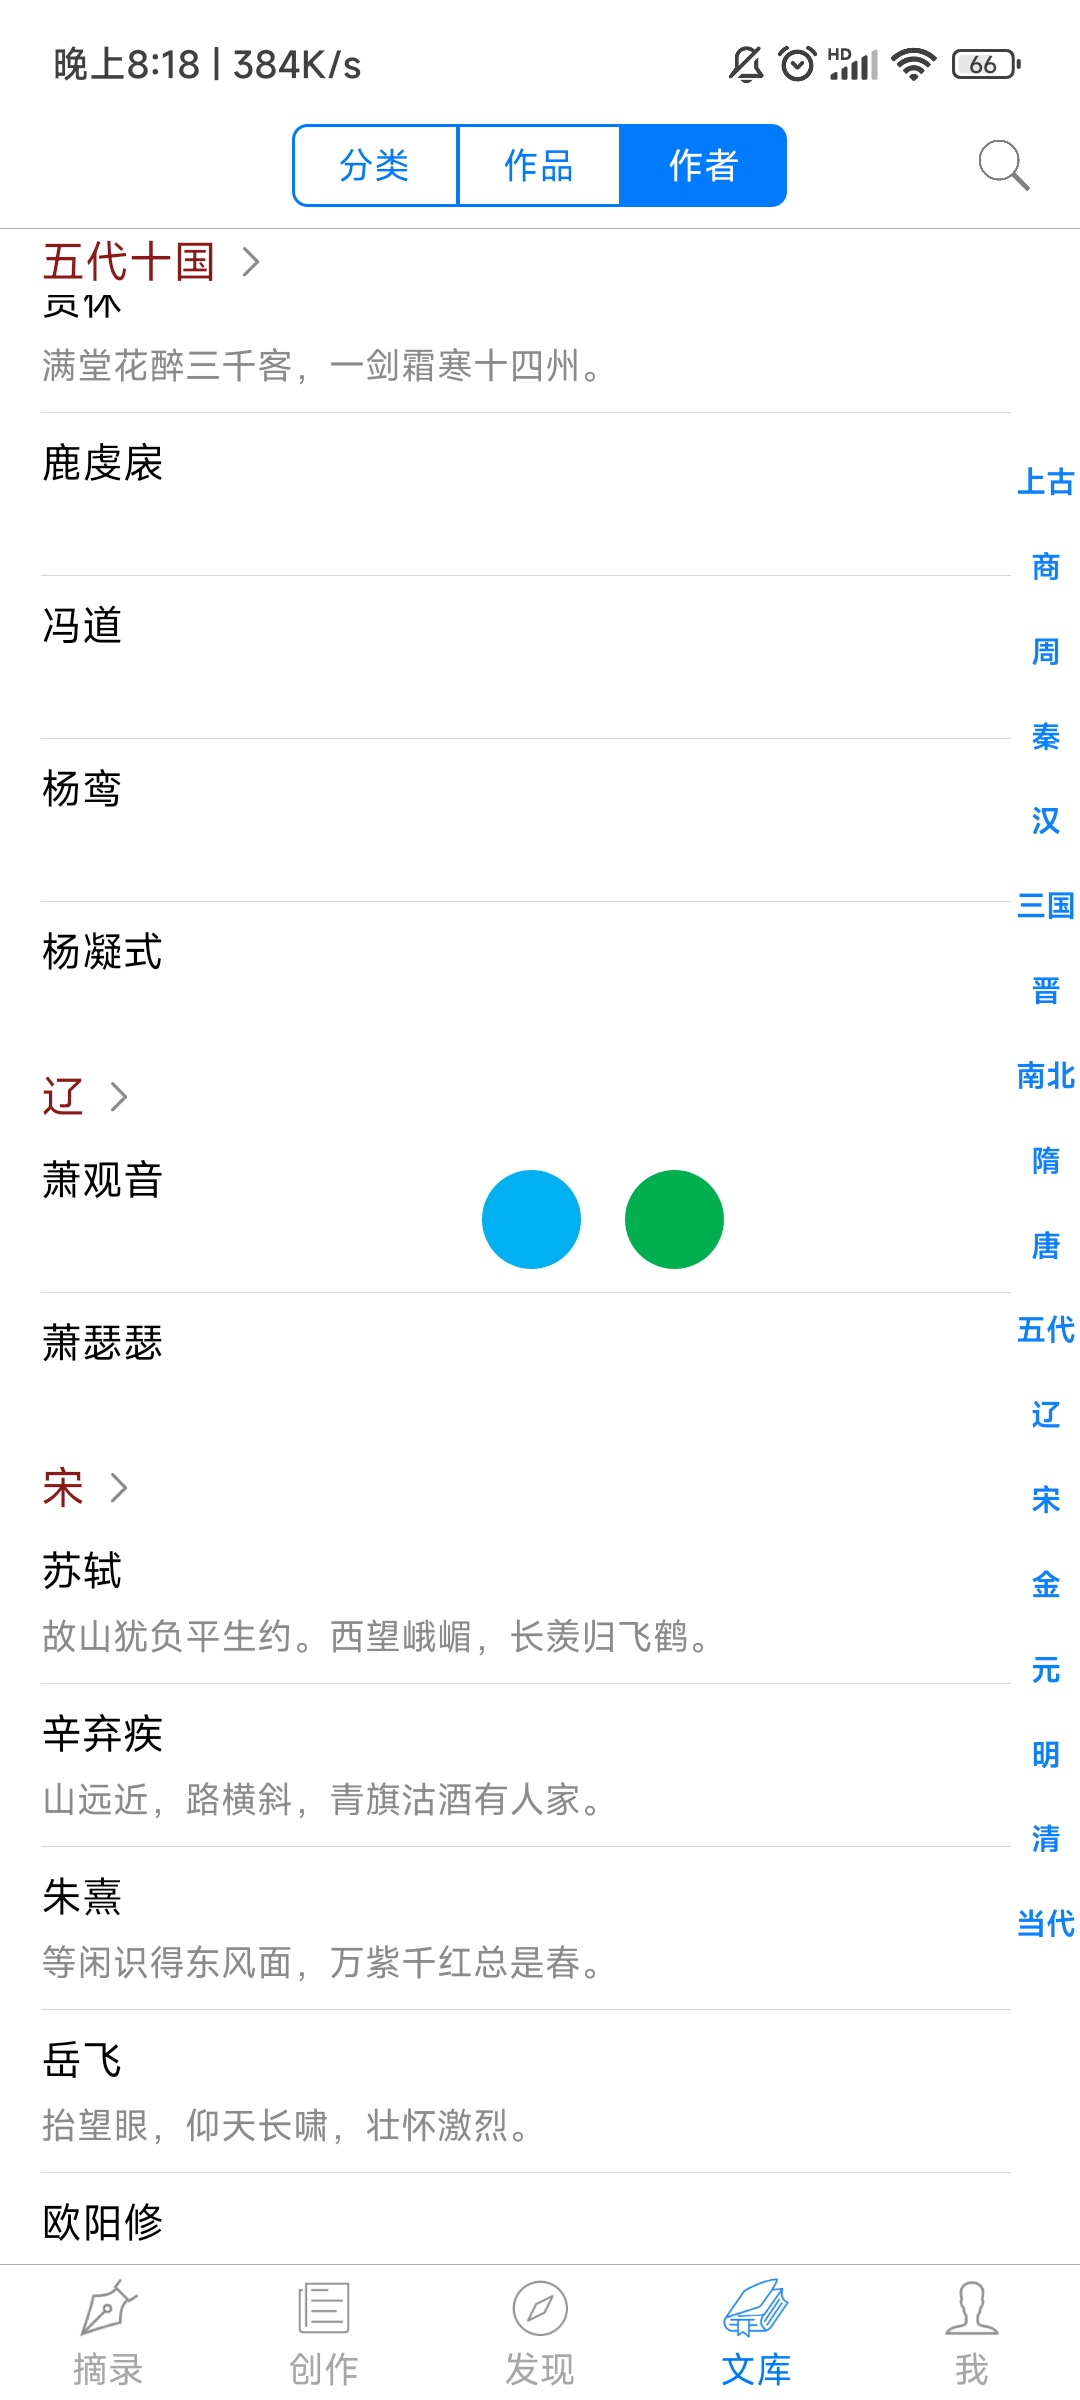 晚上8:18 | 384K/s
HD
66
分类
作品
作者
五代十国
贯休
满堂花醉三千客，一剑霜寒十四州。
鹿虔扆
冯道
杨鸾
杨凝式
辽
萧观音
萧瑟瑟
宋
苏轼
故山犹负平生约。西望峨嵋，长羡归飞鹤。
辛弃疾
山远近，路横斜，青旗沽酒有人家。
朱熹
等闲识得东风面，万紫千红总是春。
岳飞
抬望眼，仰天长啸，壮怀激烈。
欧阳修
上古
商
周
秦
汉
三国
晋
南北
隋
唐
五代
辽
宋
金
元
明
清
当代
摘录
创作
发现
文库
我